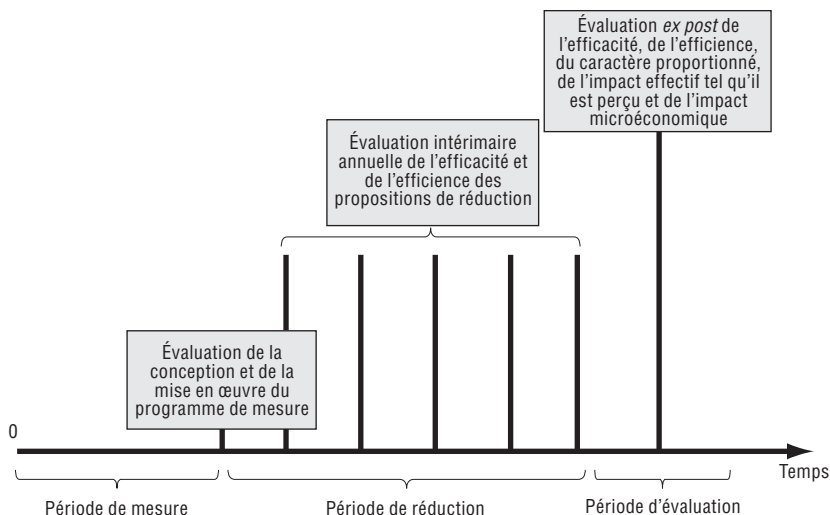 Évaluation ex post de
l'efficacité, de l'efficience,
du caractère proportionné,
de l'impact effectif tel qu'il
est perçu et de l'impact
microéconomique
Évaluation intérimaire
annuelle de l'efficacité et
de l'efficience des
propositions de réduction
Évaluation de la
conception et de la
mise en œuvre du
programme de mesure
0
Temps
Période de mesure
Période de réduction
Période d'évaluation